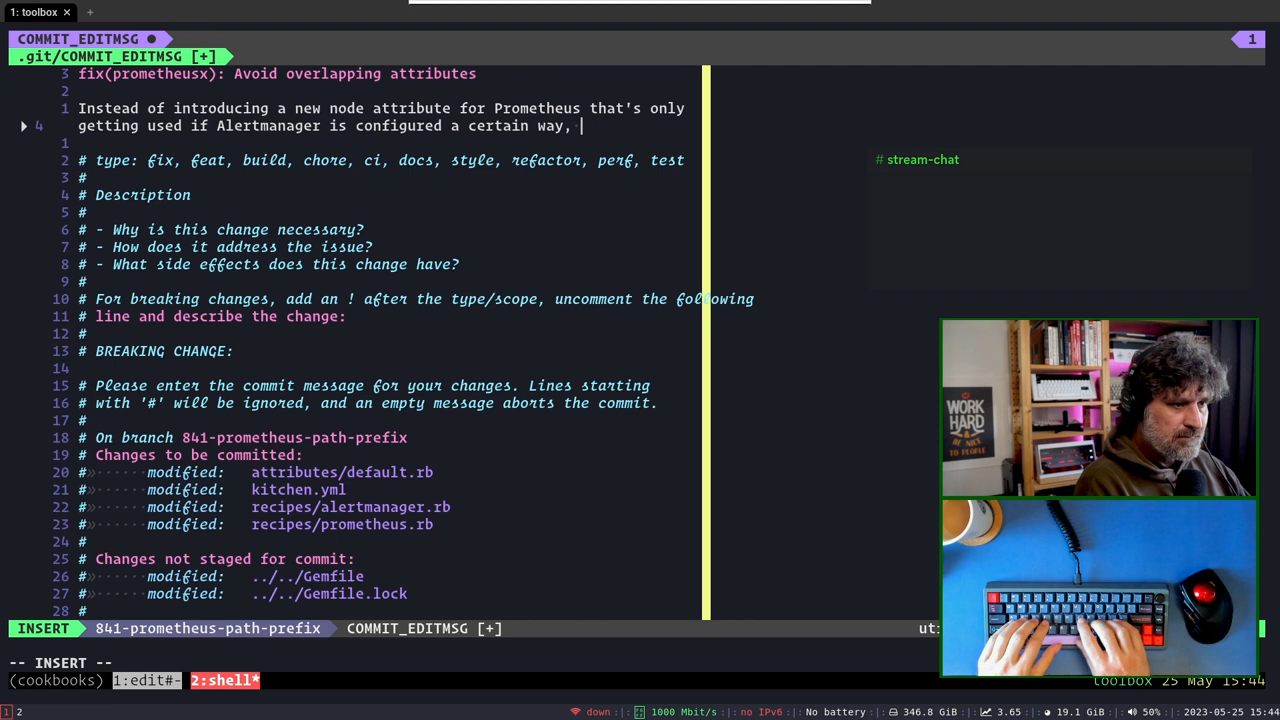 1: toolbox × +
COMMIT_EDITMSG ● 1
.git/COMMIT_EDITMSG [+]
3 fix(prometheusx): Avoid overlapping attributes
2
1 Instead of introducing a new node attribute for Prometheus that's only
4 getting used if Alertmanager is configured a certain way,
1
2 # type: fix, feat, build, chore, ci, docs, style, refactor, perf, test
3 #
4 # Description
5 #
6 # - Why is this change necessary?
7 # - How does it address the issue?
8 # - What side effects does this change have?
9 #
10 # For breaking changes, add an ! after the type/scope, uncomment the following
11 # line and describe the change:
12 #
13 # BREAKING CHANGE:
14
15 # Please enter the commit message for your changes. Lines starting
16 # with '#' will be ignored, and an empty message aborts the commit.
17 #
18 # On branch 841-prometheus-path-prefix
19 # Changes to be committed:
20 #»······modified:   attributes/default.rb
21 #»······modified:   kitchen.yml
22 #»······modified:   recipes/alertmanager.rb
23 #»······modified:   recipes/prometheus.rb
24 #
25 # Changes not staged for commit:
26 #»······modified:   ../../Gemfile
27 #»······modified:   ../../Gemfile.lock
28 #
# stream-chat
WORK
HARD
& BE NICE
TO PEOPLE
INSERT 841-prometheus-path-prefix COMMIT_EDITMSG [+]
-- INSERT --
(cookbooks) 1:edit#- 2:shell* toolbox 25 May 15:44
1 2 down :|: 1000 Mbit/s :|: no IPv6 :|: No battery :|: 346.8 GiB :|: 3.65 :|: 19.1 GiB :|: 50% :|: 2023-05-25 15:44